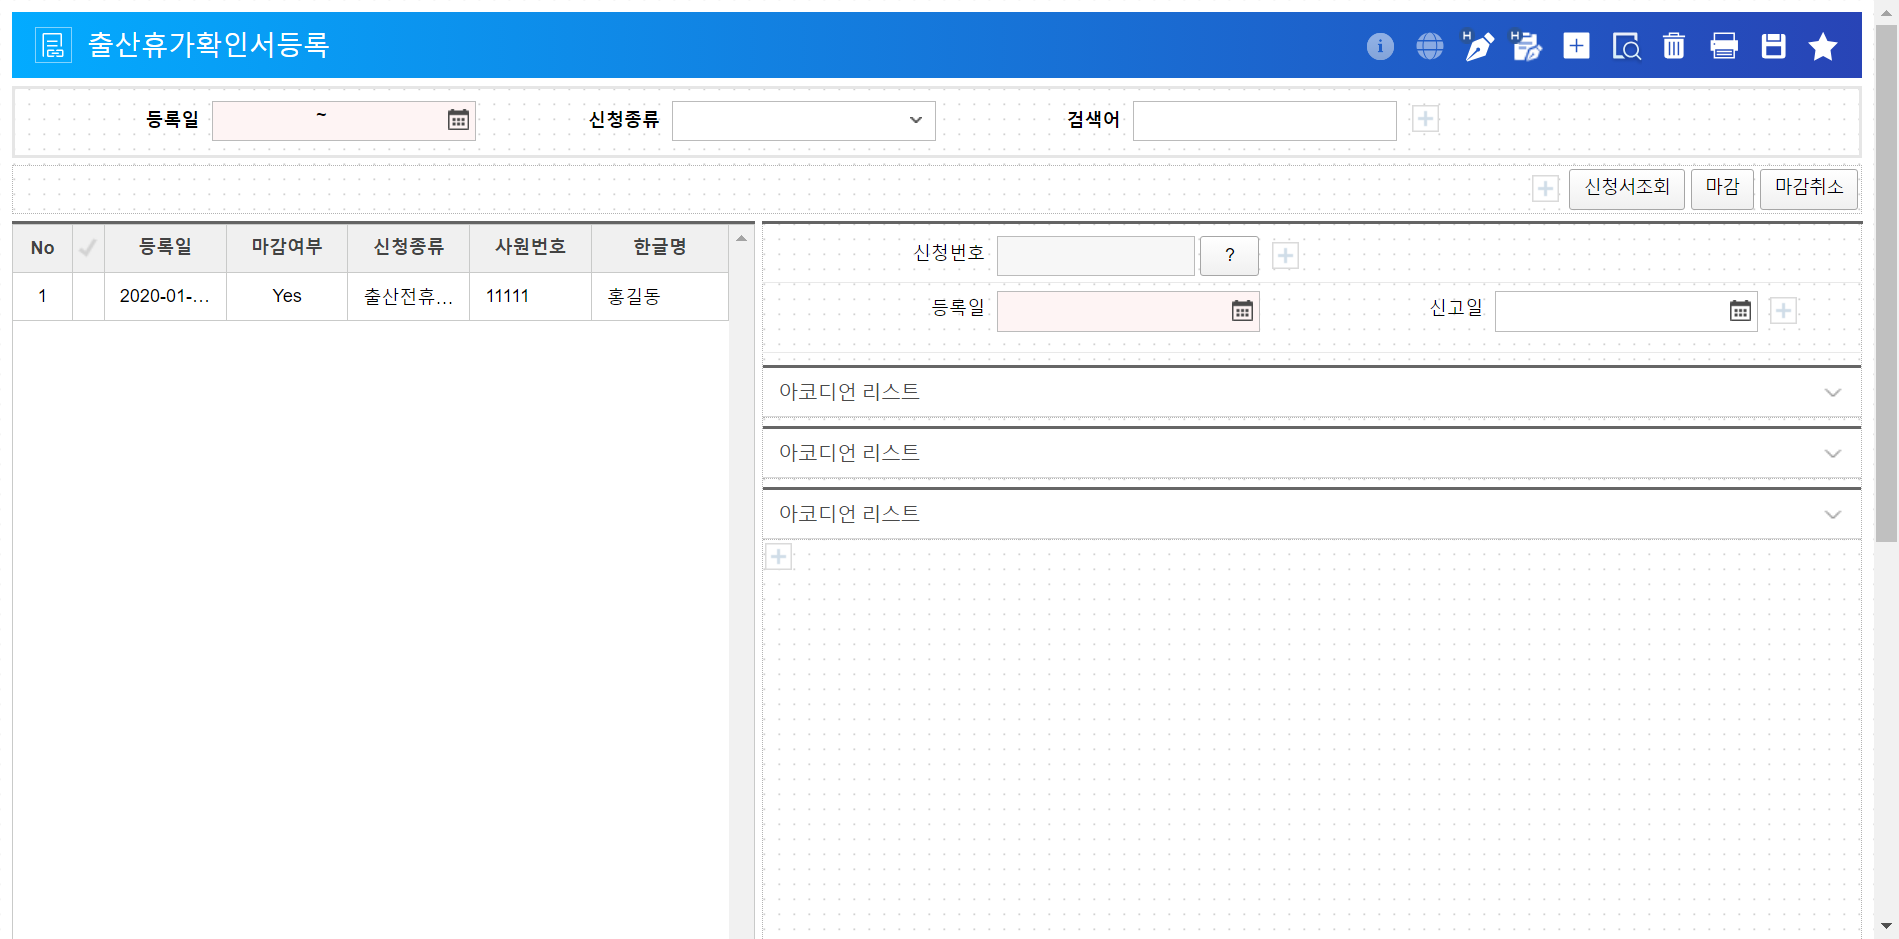 출산휴가확인서등록
등록일 ~ 신청종류 검색어
신청서조회 마감 마감취소
No 등록일 마감여부 신청종류 사원번호 한글명
1 2020-01-... Yes 출산전휴... 11111 홍길동
신청번호 ?
등록일 신고일
아코디언 리스트
아코디언 리스트
아코디언 리스트